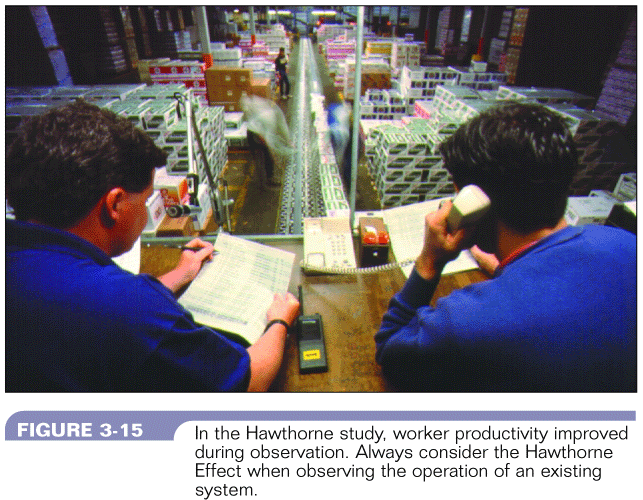 FIGURE 3-15
In the Hawthorne study, worker productivity improved
during observation. Always consider the Hawthorne
Effect when observing the operation of an existing
system.